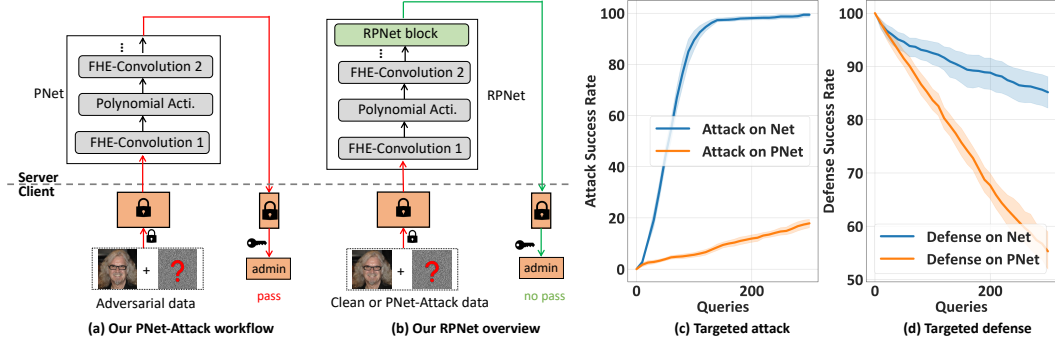 PNet
⋮
FHE-Convolution 2
Polynomial Acti.
FHE-Convolution 1
Server
Client
+
?
admin
Adversarial data
pass
(a) Our PNet-Attack workflow
RPNet block
⋮
FHE-Convolution 2
Polynomial Acti.
FHE-Convolution 1
RPNet
+
?
admin
Clean or PNet-Attack data
no pass
(b) Our RPNet overview
Attack Success Rate
100
80
60
40
20
0
Attack on Net
Attack on PNet
0
200
Queries
(c) Targeted attack
Defense Success Rate
100
90
80
70
60
50
Defense on Net
Defense on PNet
0
200
Queries
(d) Targeted defense